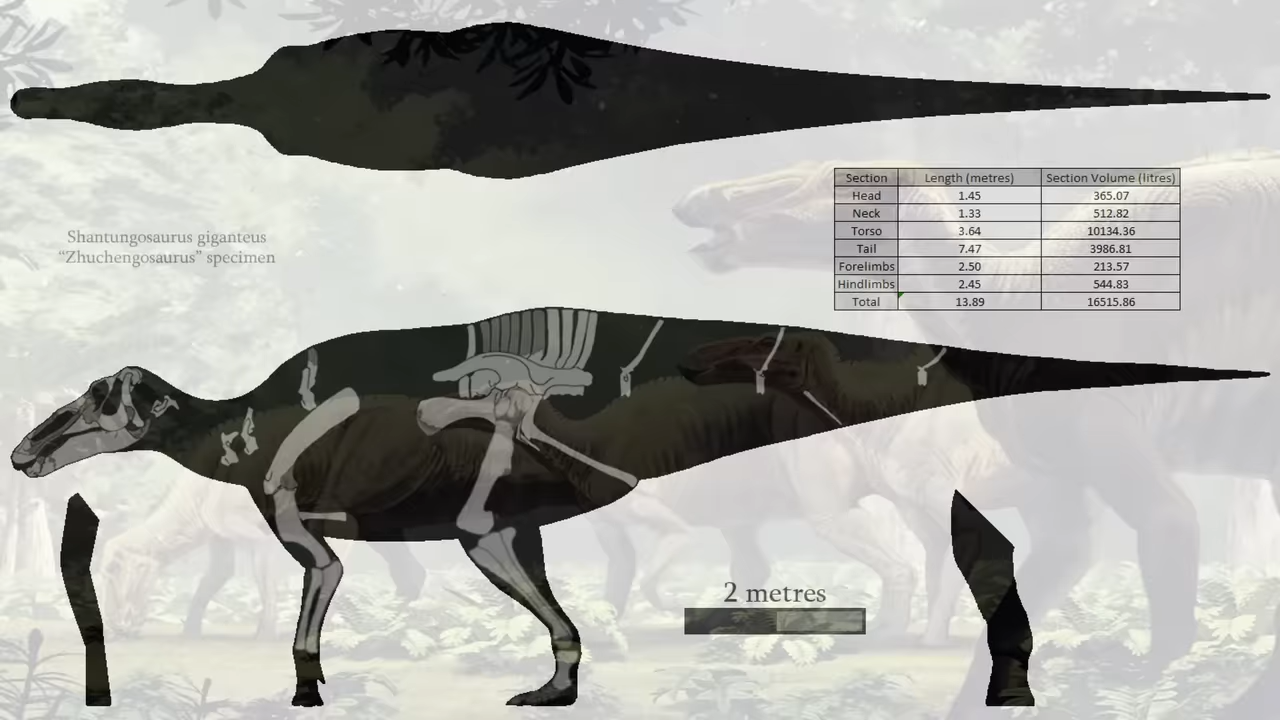 Section Length (metres) Section Volume (litres)
Head 1.45 365.07
Neck 1.33 512.82
Torso 3.64 10134.36
Tail 7.47 3986.81
Forelimbs 2.50 213.57
Hindlimbs 2.45 544.83
Total 13.89 16515.86
Shantungosaurus giganteus
“Zhuchengosaurus” specimen
2 metres